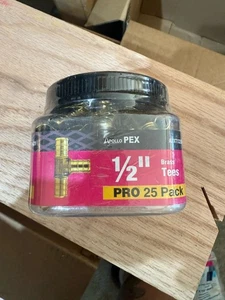 APOLLO PEX
1/2"
Brass
Tees
PRO 25 Pack